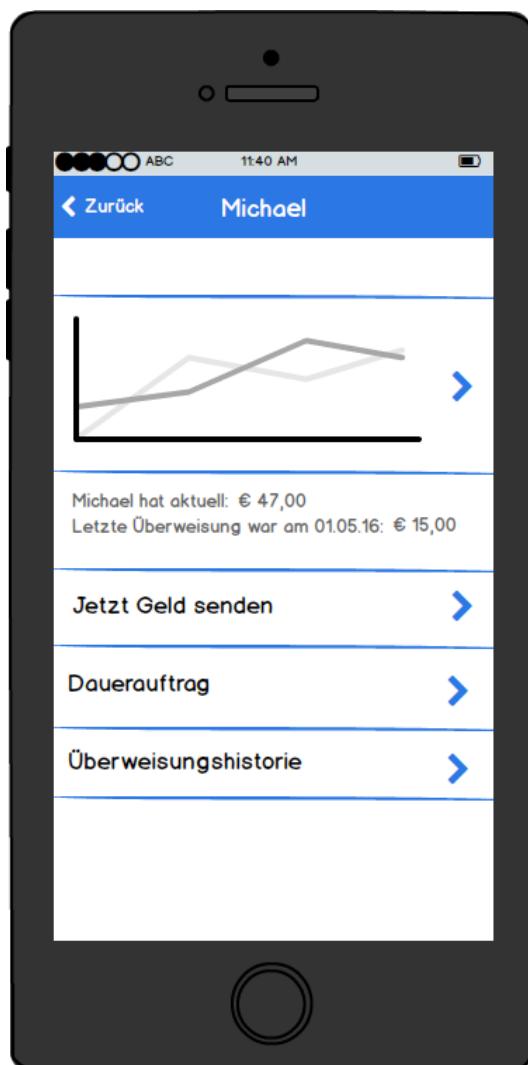 ABC 11:40 AM
Zurück Michael
Michael hat aktuell: € 47,00
Letzte Überweisung war am 01.05.16: € 15,00
Jetzt Geld senden
Dauerauftrag
Überweisungshistorie